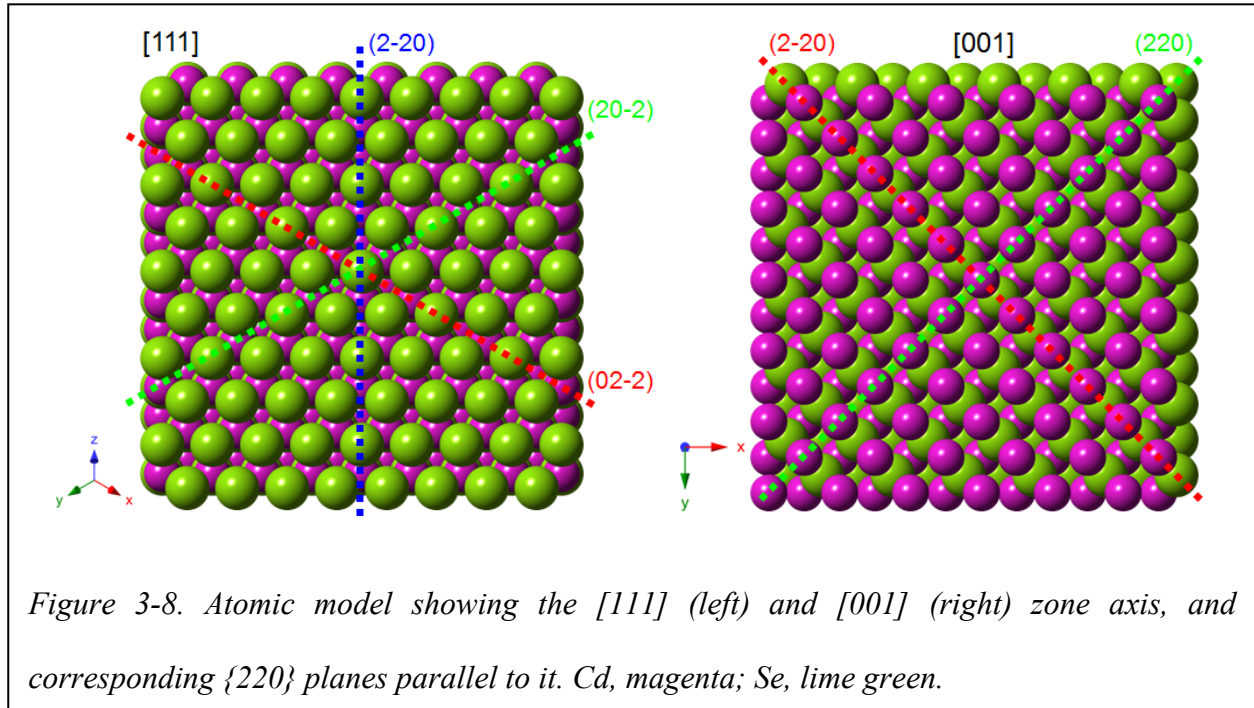 [111]
(2-20)
(20-2)
(02-2)
z
y
x
(2-20)
[001]
(220)
x
y
Figure 3-8. Atomic model showing the [111] (left) and [001] (right) zone axis, and
corresponding {220} planes parallel to it. Cd, magenta; Se, lime green.